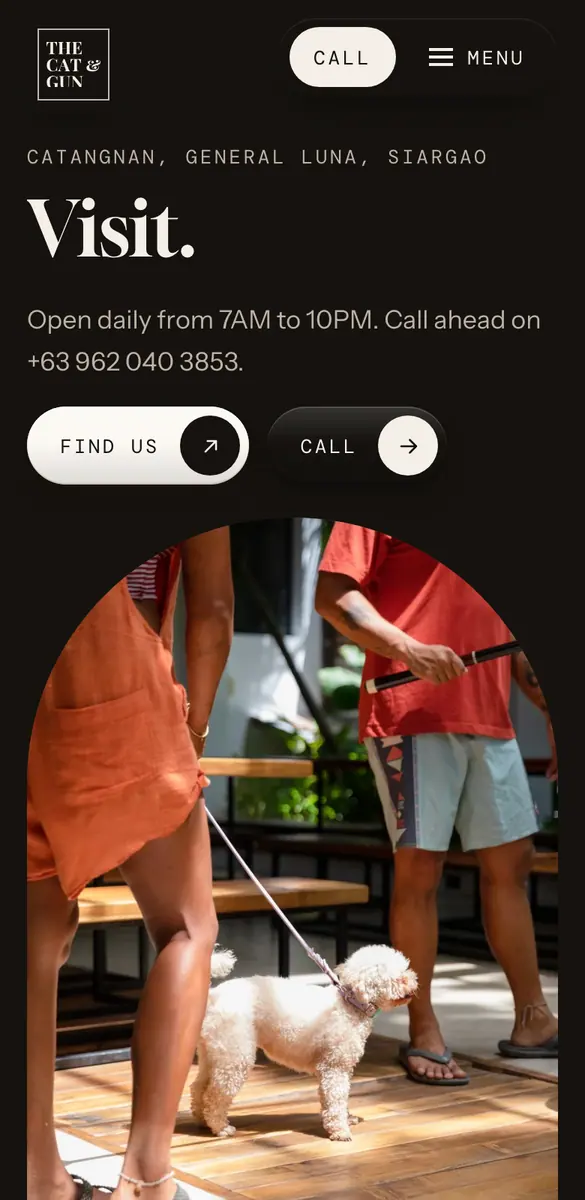 THE
CAT &
GUN
CALL
MENU
CATANGNAN, GENERAL LUNA, SIARGAO
Visit.
Open daily from 7AM to 10PM. Call ahead on
+63 962 040 3853.
FIND US
CALL